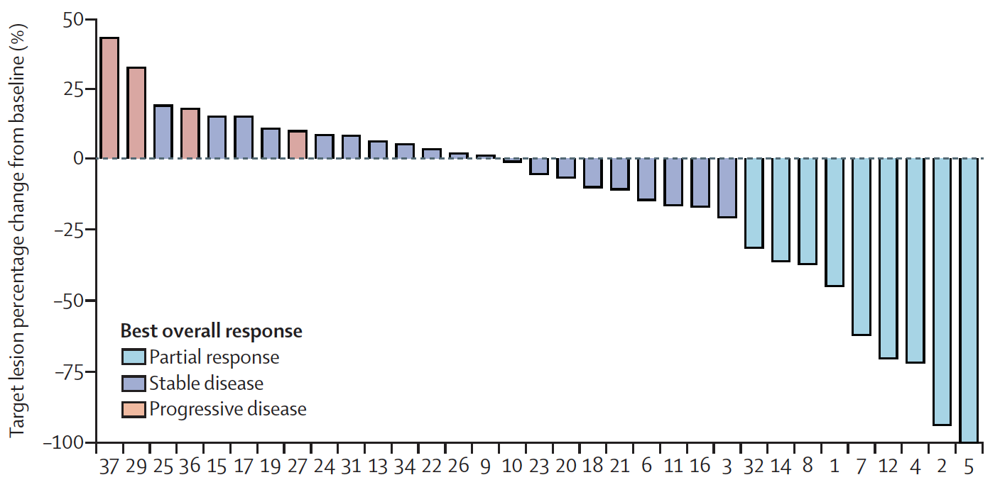 Target lesion percentage change from baseline (%)
50
25
0
–25
–50
–75
–100
Best overall response
Partial response
Stable disease
Progressive disease
37 29 25 36 15 17 19 27 24 31 13 34 22 26 9 10 23 20 18 21 6 11 16 3 32 14 8 1 7 12 4 2 5